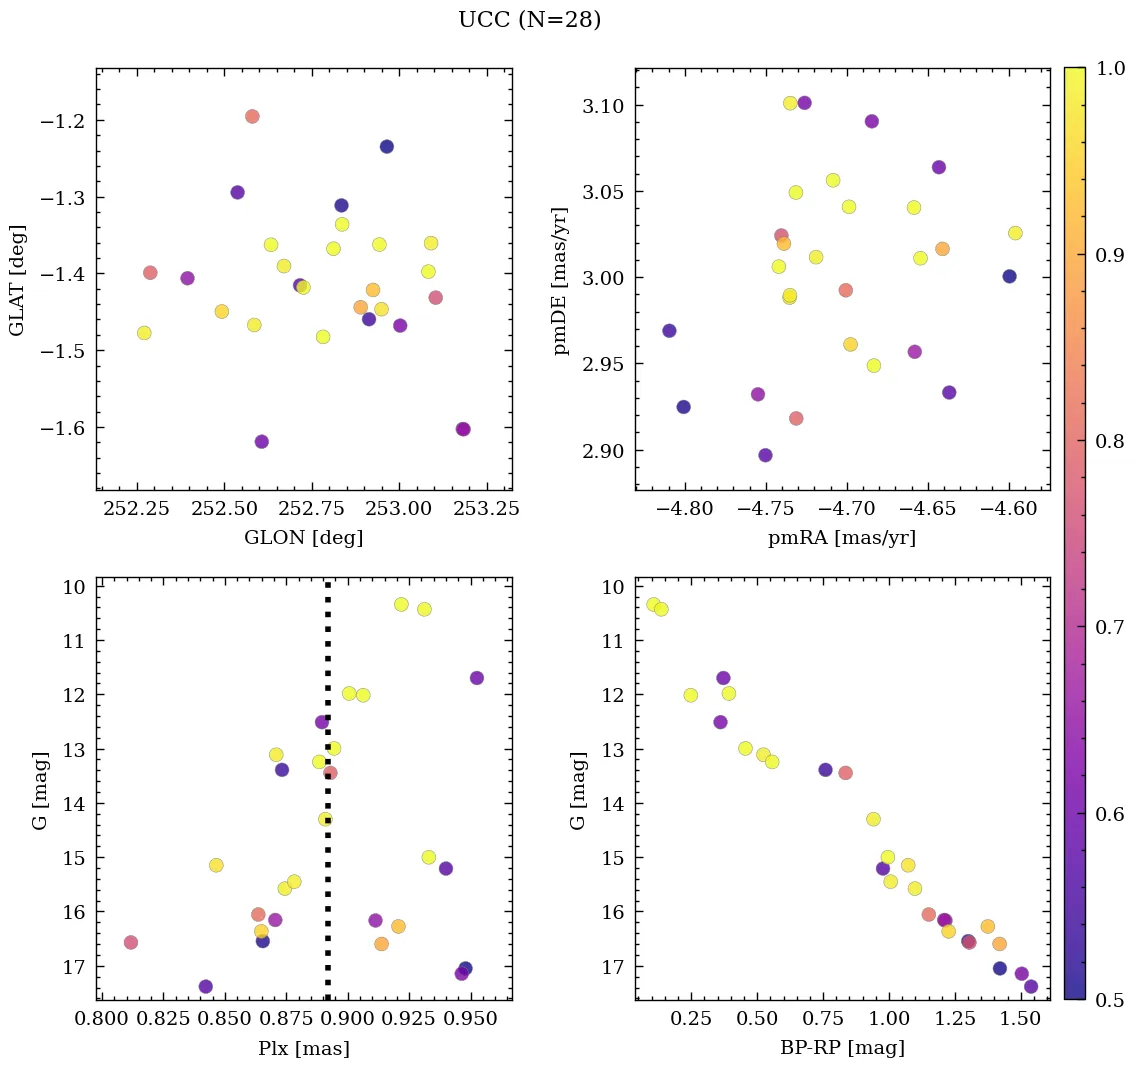 UCC (N=28)
−1.2
−1.3
−1.4
−1.5
−1.6
GLAT [deg]
252.25 252.50 252.75 253.00 253.25
GLON [deg]
3.10
3.05
3.00
2.95
2.90
pmDE [mas/yr]
−4.80 −4.75 −4.70 −4.65 −4.60
pmRA [mas/yr]
10
11
12
13
14
15
16
17
G [mag]
0.800 0.825 0.850 0.875 0.900 0.925 0.950
Plx [mas]
10
11
12
13
14
15
16
17
G [mag]
0.25 0.50 0.75 1.00 1.25 1.50
BP-RP [mag]
1.0
0.9
0.8
0.7
0.6
0.5